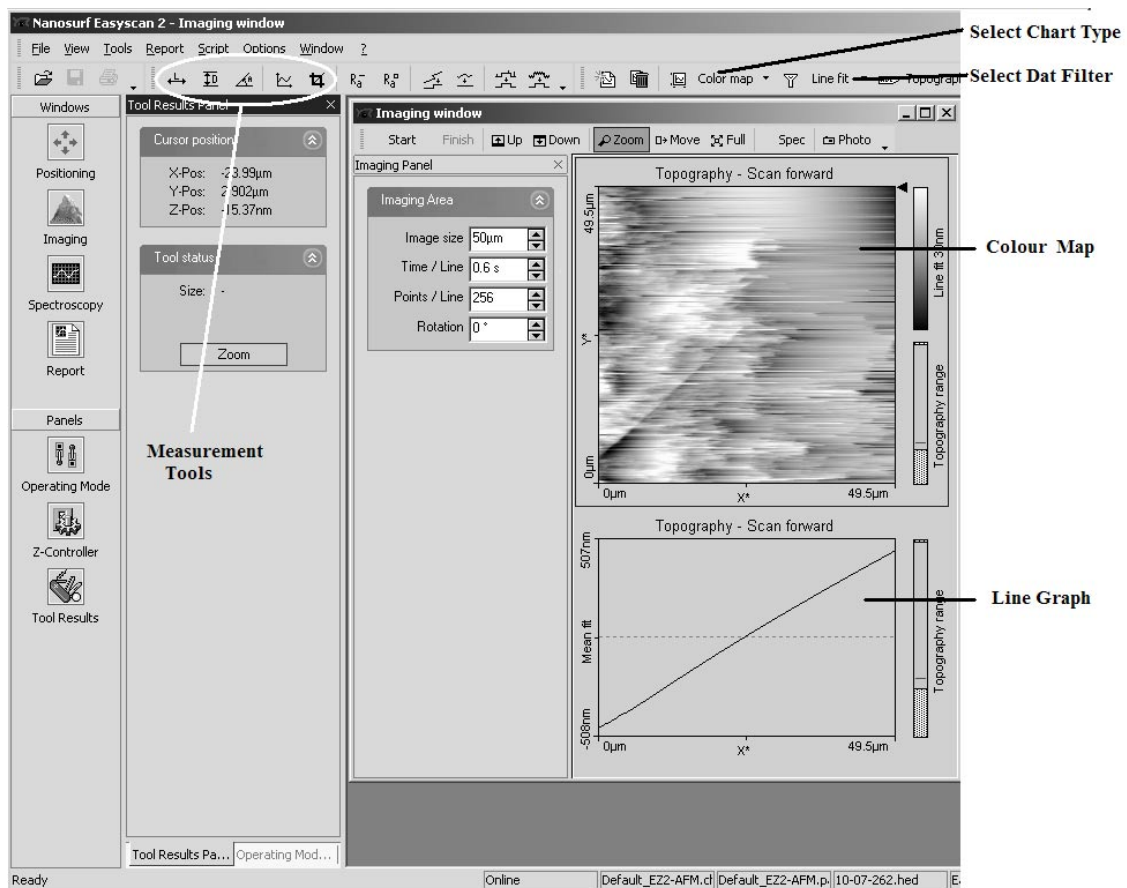 Nanosurf Easyscan 2 - Imaging window
File View Tools Report Script Options Window ?
Color map Line fit Topograp
Select Chart Type
Select Dat Filter
Windows
Positioning
Imaging
Spectroscopy
Report
Panels
Operating Mode
Z-Controller
Tool Results
Tool Results Panel
Cursor position
X-Pos: -23.99µm
Y-Pos: 2.902µm
Z-Pos: -15.37nm
Tool status
Size: -
Zoom
Measurement
Tools
Tool Results Pa... Operating Mod...
Imaging window
Start Finish Up Down Zoom Move Full Spec Photo
Imaging Panel
Imaging Area
Image size 50µm
Time / Line 0.6 s
Points / Line 256
Rotation 0 °
Topography - Scan forward
49.5µm
Y*
0µm
0µm X* 49.5µm
Line fit 30nm
Topography range
Colour Map
Topography - Scan forward
507nm
Mean fit
-508nm
0µm X* 49.5µm
Topography range
Line Graph
Ready Online Default_EZ2-AFM.ch Default_EZ2-AFM.p 10-07-262.hed